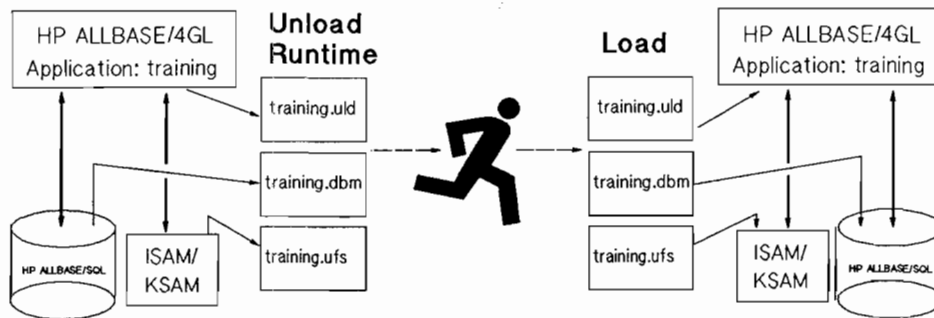 HP ALLBASE/4GL
Application: training
Unload
Runtime
training.uld
training.dbm
training.ufs
HP ALLBASE/SQL
ISAM/
KSAM
Load
training.uld
training.dbm
training.ufs
HP ALLBASE/4GL
Application: training
ISAM/
KSAM
HP ALLBASE/SQL